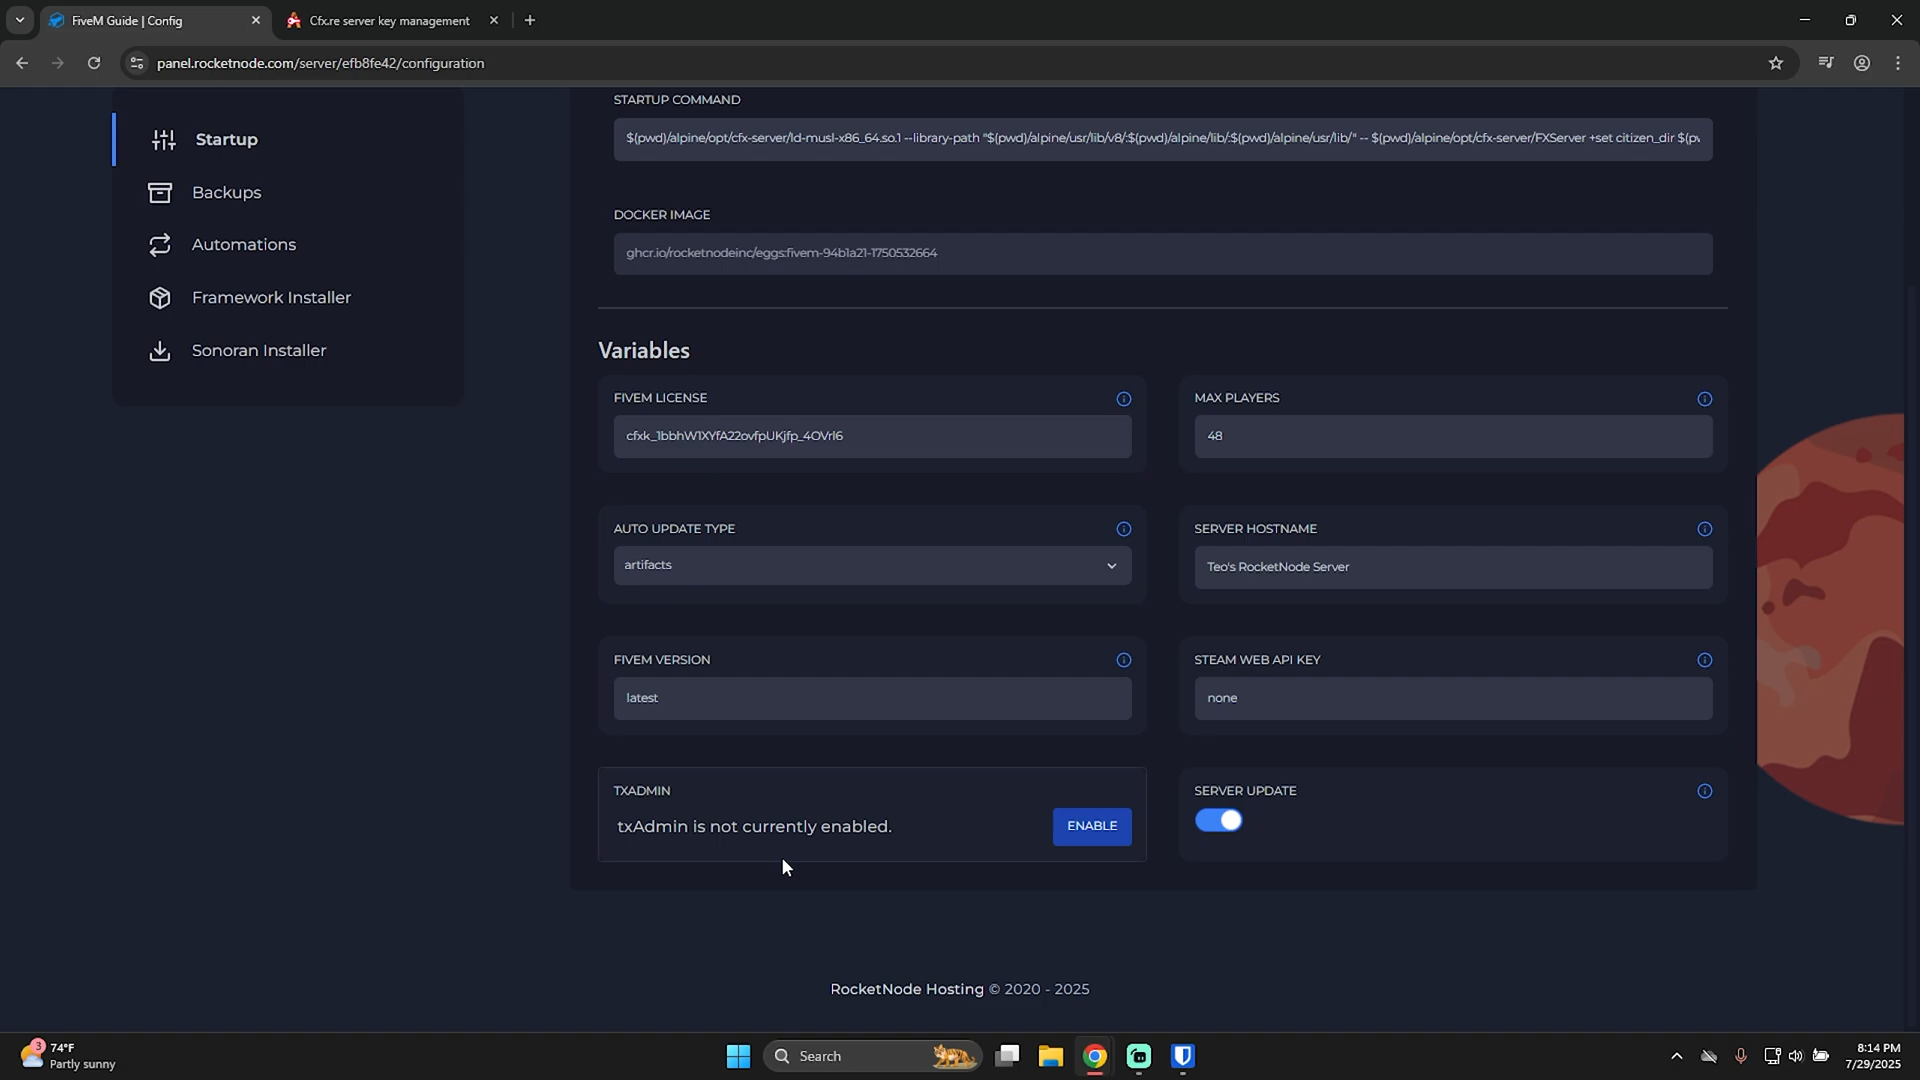 FiveM Guide | Config
Cfx.re server key management
panel.rocketnode.com/server/efb8fe42/configuration
Startup
Backups
Automations
Framework Installer
Sonoran Installer
STARTUP COMMAND
$(pwd)/alpine/opt/cfx-server/ld-musl-x86_64.so.1 --library-path "$(pwd)/alpine/usr/lib/v8/:$(pwd)/alpine/lib/:$(pwd)/alpine/usr/lib/" -- $(pwd)/alpine/opt/cfx-server/FXServer +set citizen_dir $(pv
DOCKER IMAGE
ghcr.io/rocketnodeinc/eggs:fivem-94b1a21-1750532664
Variables
FIVEM LICENSE
cfxk_1bbhW1XYfA22ovfpUKjfp_4OVrl6
MAX PLAYERS
48
AUTO UPDATE TYPE
artifacts
SERVER HOSTNAME
Teo's RocketNode Server
FIVEM VERSION
latest
STEAM WEB API KEY
none
TXADMIN
txAdmin is not currently enabled.
ENABLE
SERVER UPDATE
RocketNode Hosting © 2020 - 2025
3
74°F
Partly sunny
Search
8:14 PM
7/29/2025